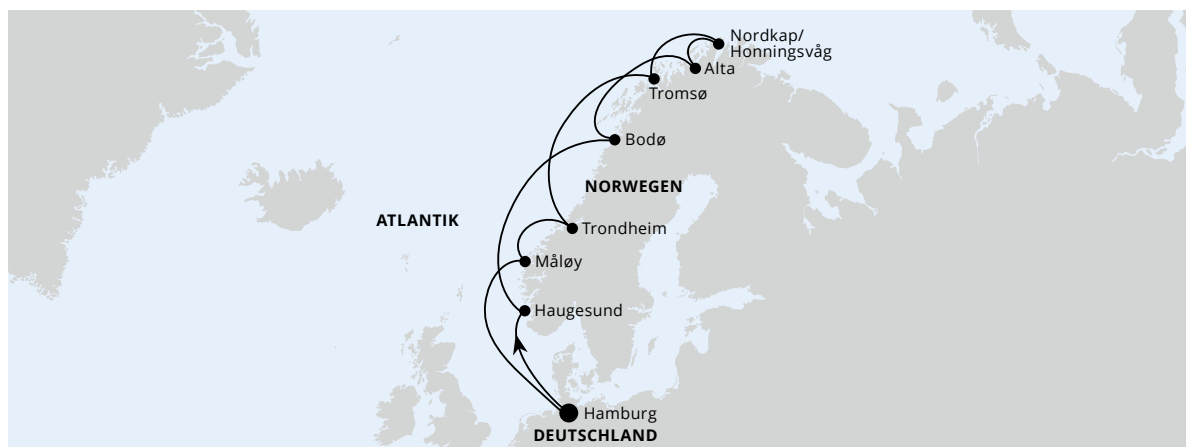 Nordkap/
Honningsvåg
Alta
Tromsø
Bodø
NORWEGEN
ATLANTIK
Trondheim
Måløy
Haugesund
Hamburg
DEUTSCHLAND